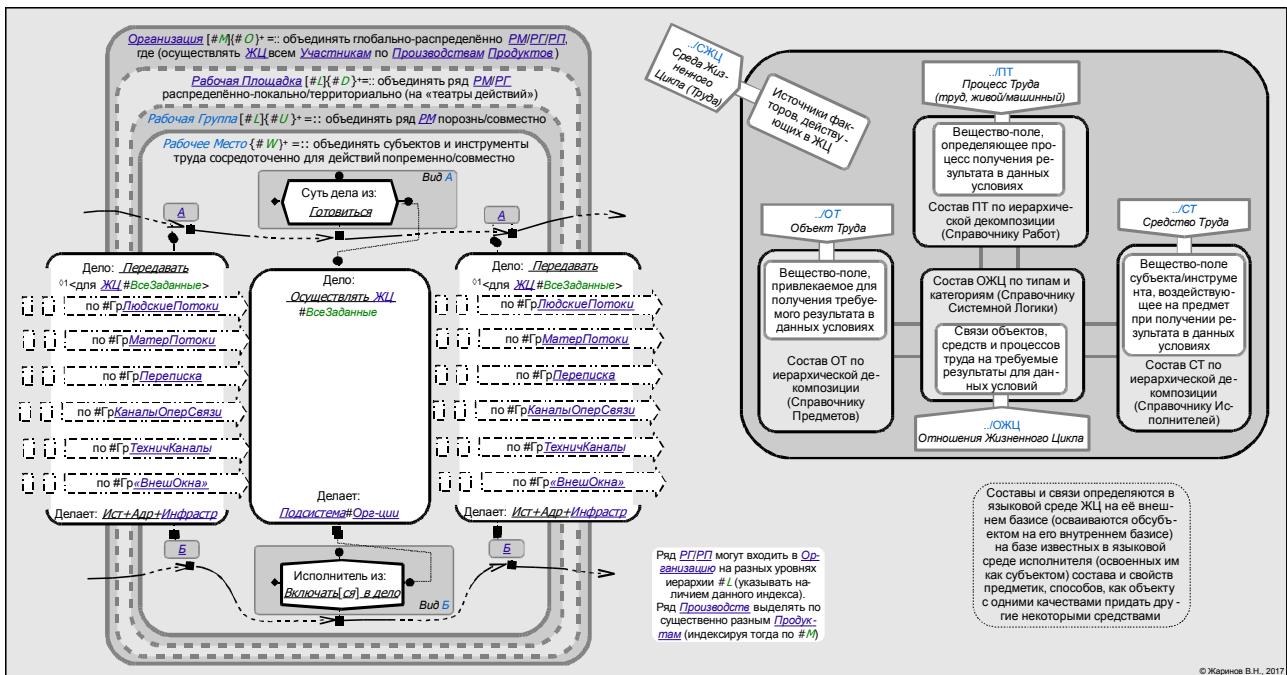 Организация [#M]{#O}⁺ =:: объединять глобально-распределённо РМ/РГ/РП,
где (осуществлять ЖЦ всем Участникам по Производствам Продуктов)
Рабочая Площадка [#L]{#D}⁺=:: объединять ряд РМ/РГ
распределённо-локально/территориально (на «театры действий»)
Рабочая Группа [#L]{#U}⁺ =:: объединять ряд РМ порознь/совместно
Рабочее Место {#W}⁺ =:: объединять субъектов и инструменты
труда сосредоточенно для действий попременно/совместно
Вид А
Суть дела из:
Готовиться
А
А
Дело: Передавать
◊1<для ЖЦ #ВсеЗаданные>
по #ГрЛюдскиеПотоки
по #ГрМатерПотоки
по #ГрПереписка
по #ГрКаналыОперСвязи
по #ГрТехничКаналы
по #Гр«ВнешОкна»
Делает: Ист+Адр+Инфрастр
Дело:
Осуществлять ЖЦ
#ВсеЗаданные
Делает:
Подсистема#Орг-ции
Дело: Передавать
◊1<для ЖЦ #ВсеЗаданные>
по #ГрЛюдскиеПотоки
по #ГрМатерПотоки
по #ГрПереписка
по #ГрКаналыОперСвязи
по #ГрТехничКаналы
по #Гр«ВнешОкна»
Делает: Ист+Адр+Инфрастр
Б
Б
Исполнитель из:
Включать[ся] в дело
Вид Б
Ряд РГ/РП могут входить в Ор-
ганизацию на разных уровнях
иерархии #L (указывать на-
личием данного индекса).
Ряд Производств выделять по
существенно разным Продук-
там (индексируя тогда по #M)
../СЖЦ
Среда Жиз-
ненного
Цикла (Труда)
Источники фак-
торов, действу-
ющих в ЖЦ
../ПТ
Процесс Труда
(труд, живой/машинный)
Вещество-поле,
определяющее про-
цесс получения ре-
зультата в данных
условиях
Состав ПТ по иерархиче-
ской декомпозиции
(Справочнику Работ)
../ОТ
Объект Труда
Вещество-поле,
привлекаемое для
получения требуе-
мого результата в
данных условиях
Состав ОТ по
иерархической де-
композиции
(Справочнику
Предметов)
Состав ОЖЦ по типам и
категориям (Справочнику
Системной Логики)
Связи объектов,
средств и процессов
труда на требуемые
результаты для дан-
ных условий
../ОЖЦ
Отношения Жизненного Цикла
../СТ
Средство Труда
Вещество-поле
субъекта/инструме
нта, воздействую-
щее на предмет
при получении ре-
зультата в данных
условиях
Состав СТ по
иерархической де-
композиции
(Справочнику Ис-
полнителей)
Составы и связи определяются в
языковой среде ЖЦ на её внеш-
нем базисе (осваиваются обсубъ-
ектом на его внутреннем базисе)
на базе известных в языковой
среде исполнителя (освоенных им
как субъектом) состава и свойств
предметик, способов, как объекту
с одними качествами придать дру-
гие некоторыми средствами
© Жаринов В.Н., 2017